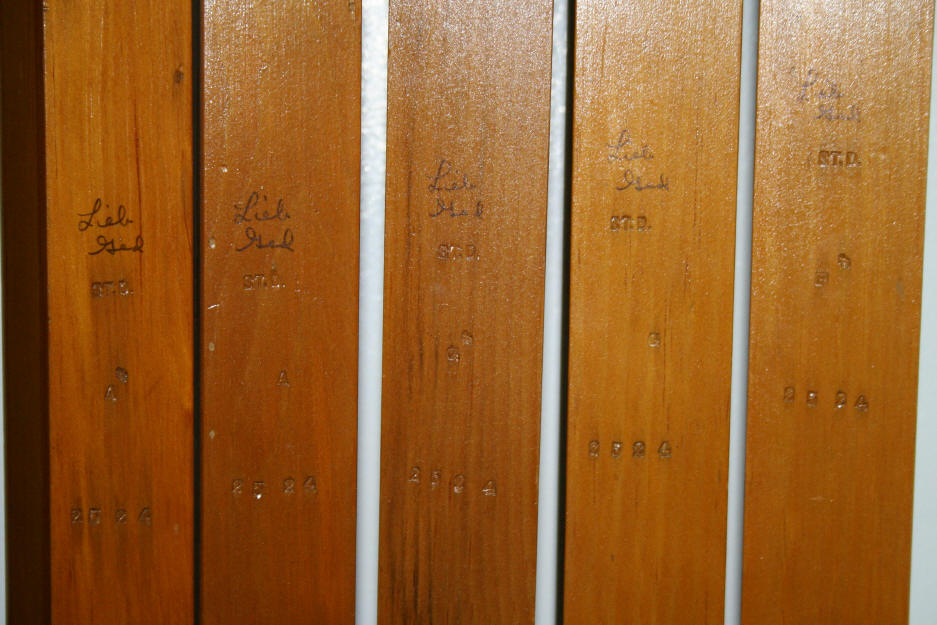 Lieb
Ged
ST.D.
A#
2524
Lieb
Ged
ST.D.
A
2524
Lieb
Ged
ST.D.
G#
2524
Lieb
Ged
ST.D.
G
2524
Lieb
Ged
ST.D.
2524